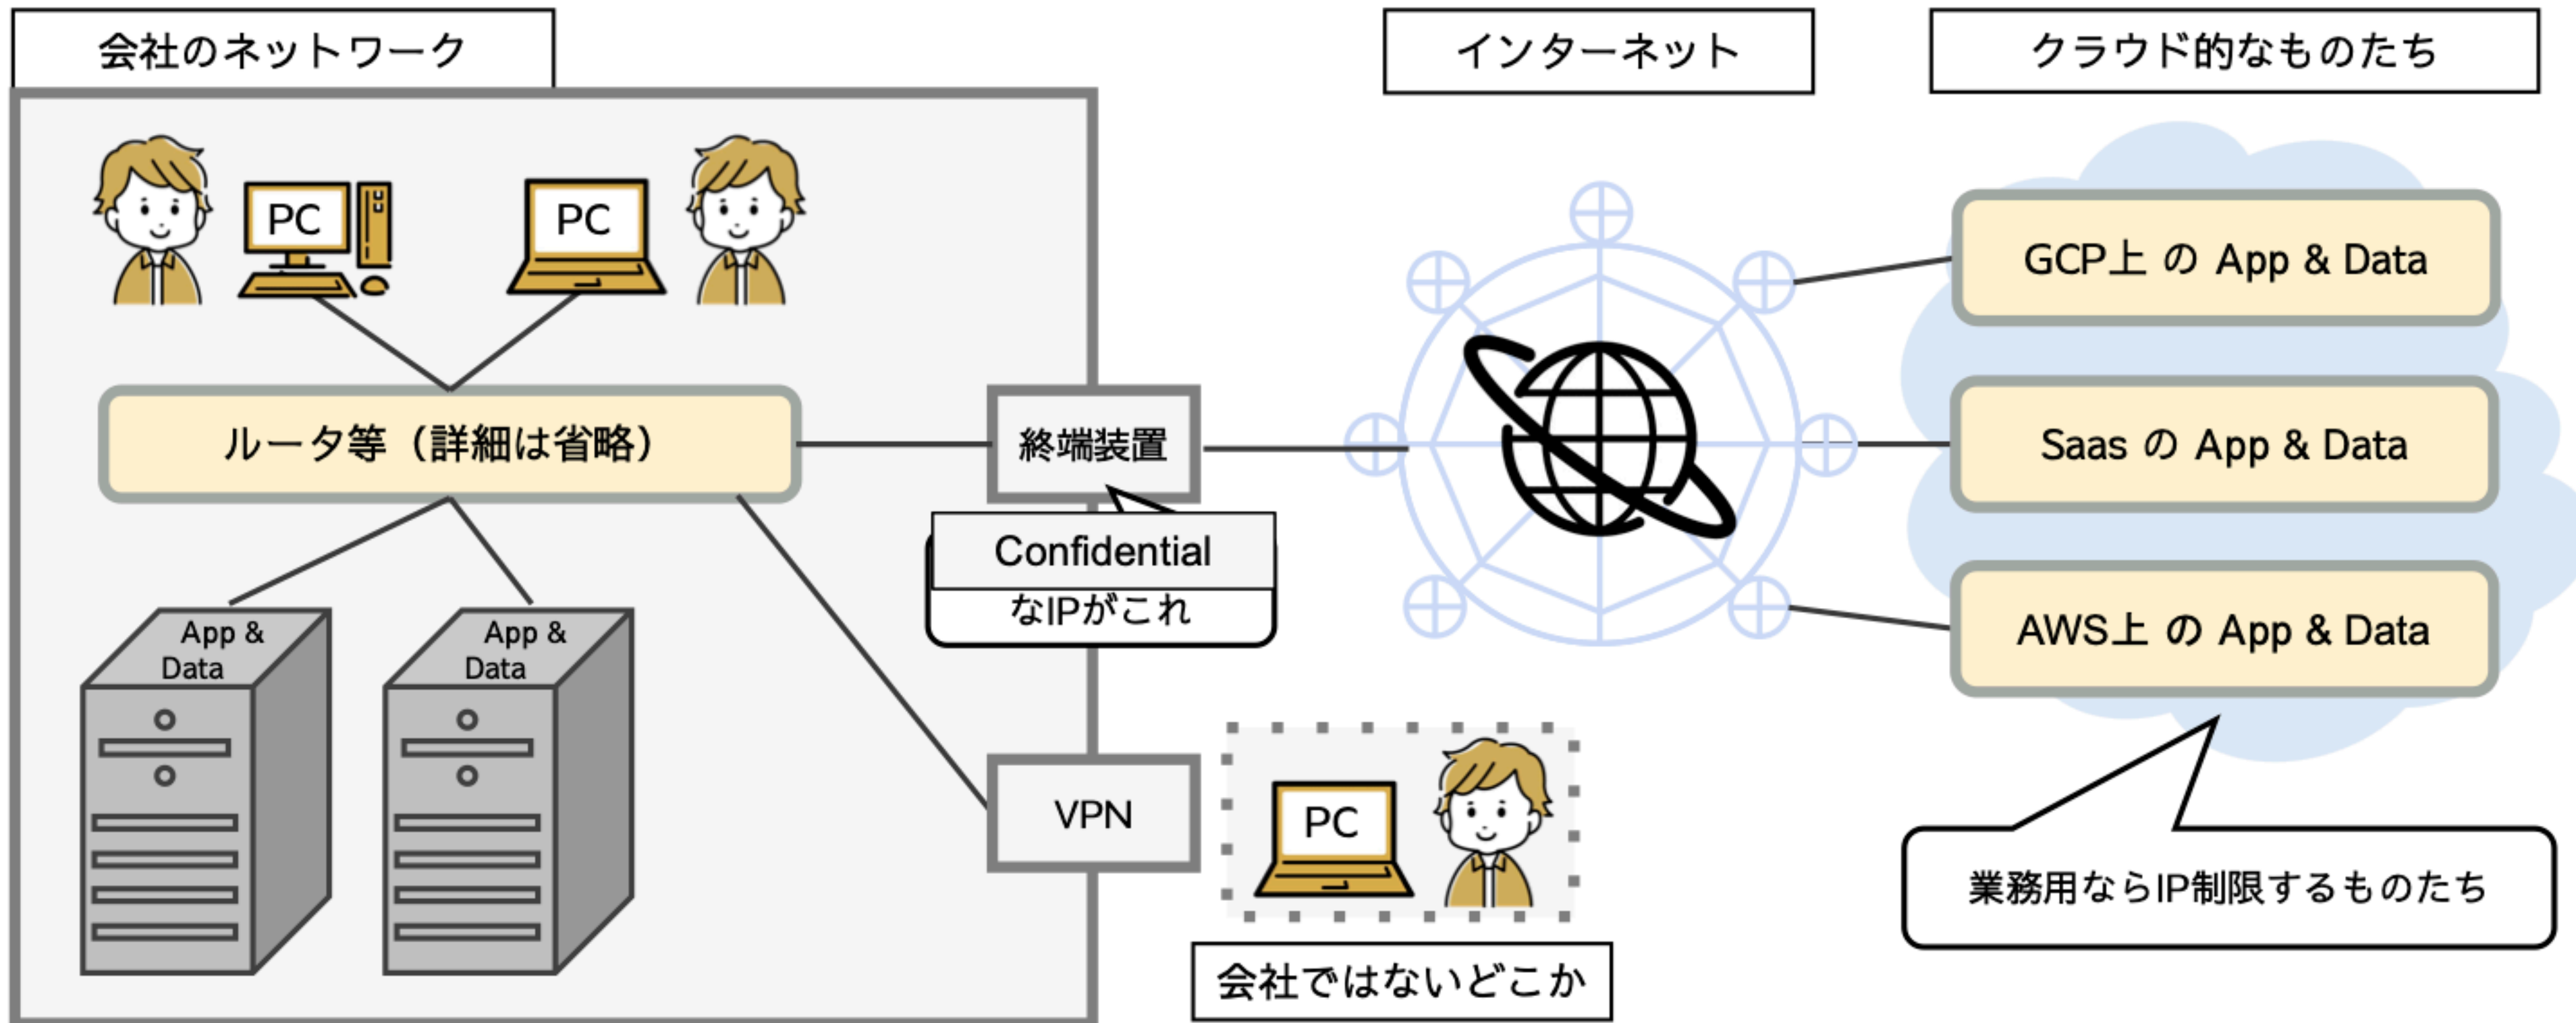 会社のネットワーク
インターネット
クラウド的なものたち
PC
PC
GCP上 の App & Data
ルータ等（詳細は省略）
終端装置
Saas の App & Data
Confidential
なIPがこれ
AWS上 の App & Data
App &
Data
App &
Data
VPN
PC
業務用ならIP制限するものたち
会社ではないどこか